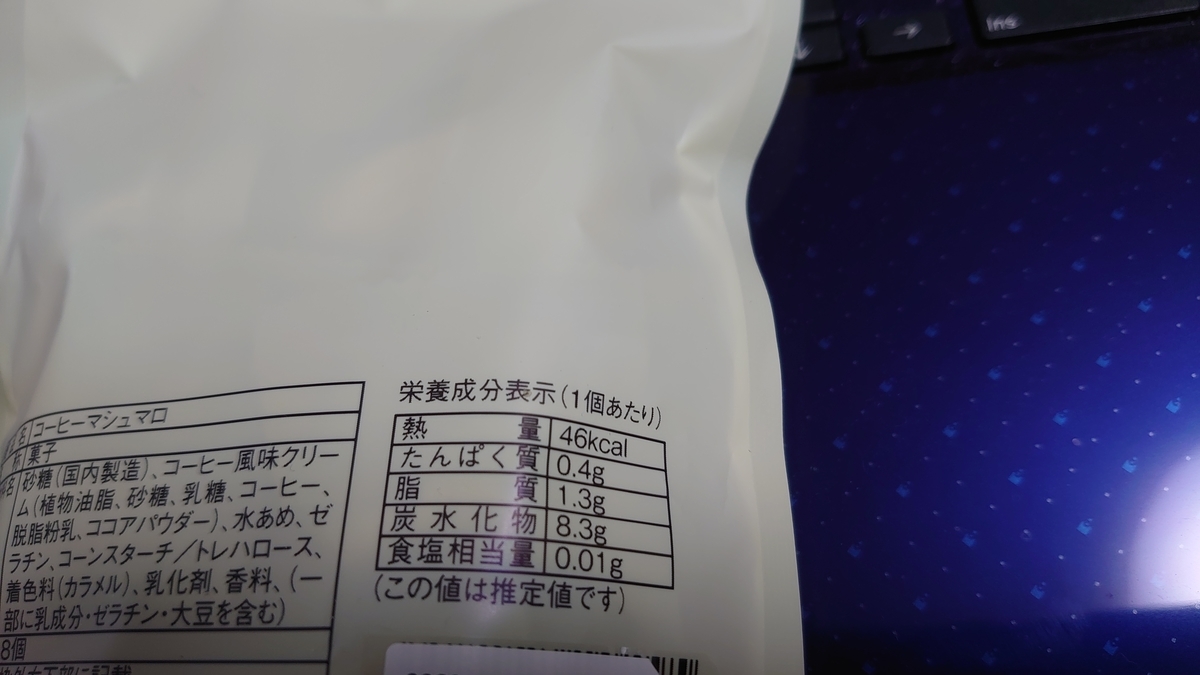 Ins
→
名 コーヒーマシュマロ
称 菓子
名 砂糖(国内製造)、コーヒー風味クリー
ム(植物油脂、砂糖、乳糖、コーヒー、
脱脂粉乳、ココアパウダー)、水あめ、ゼ
ラチン、コーンスターチ/トレハロース、
着色料(カラメル)、乳化剤、香料、(一
部に乳成分・ゼラチン・大豆を含む)
8個
栄養成分表示(1個あたり)
熱量 46kcal
たんぱく質 0.4g
脂質 1.3g
炭水化物 8.3g
食塩相当量 0.01g
(この値は推定値です)